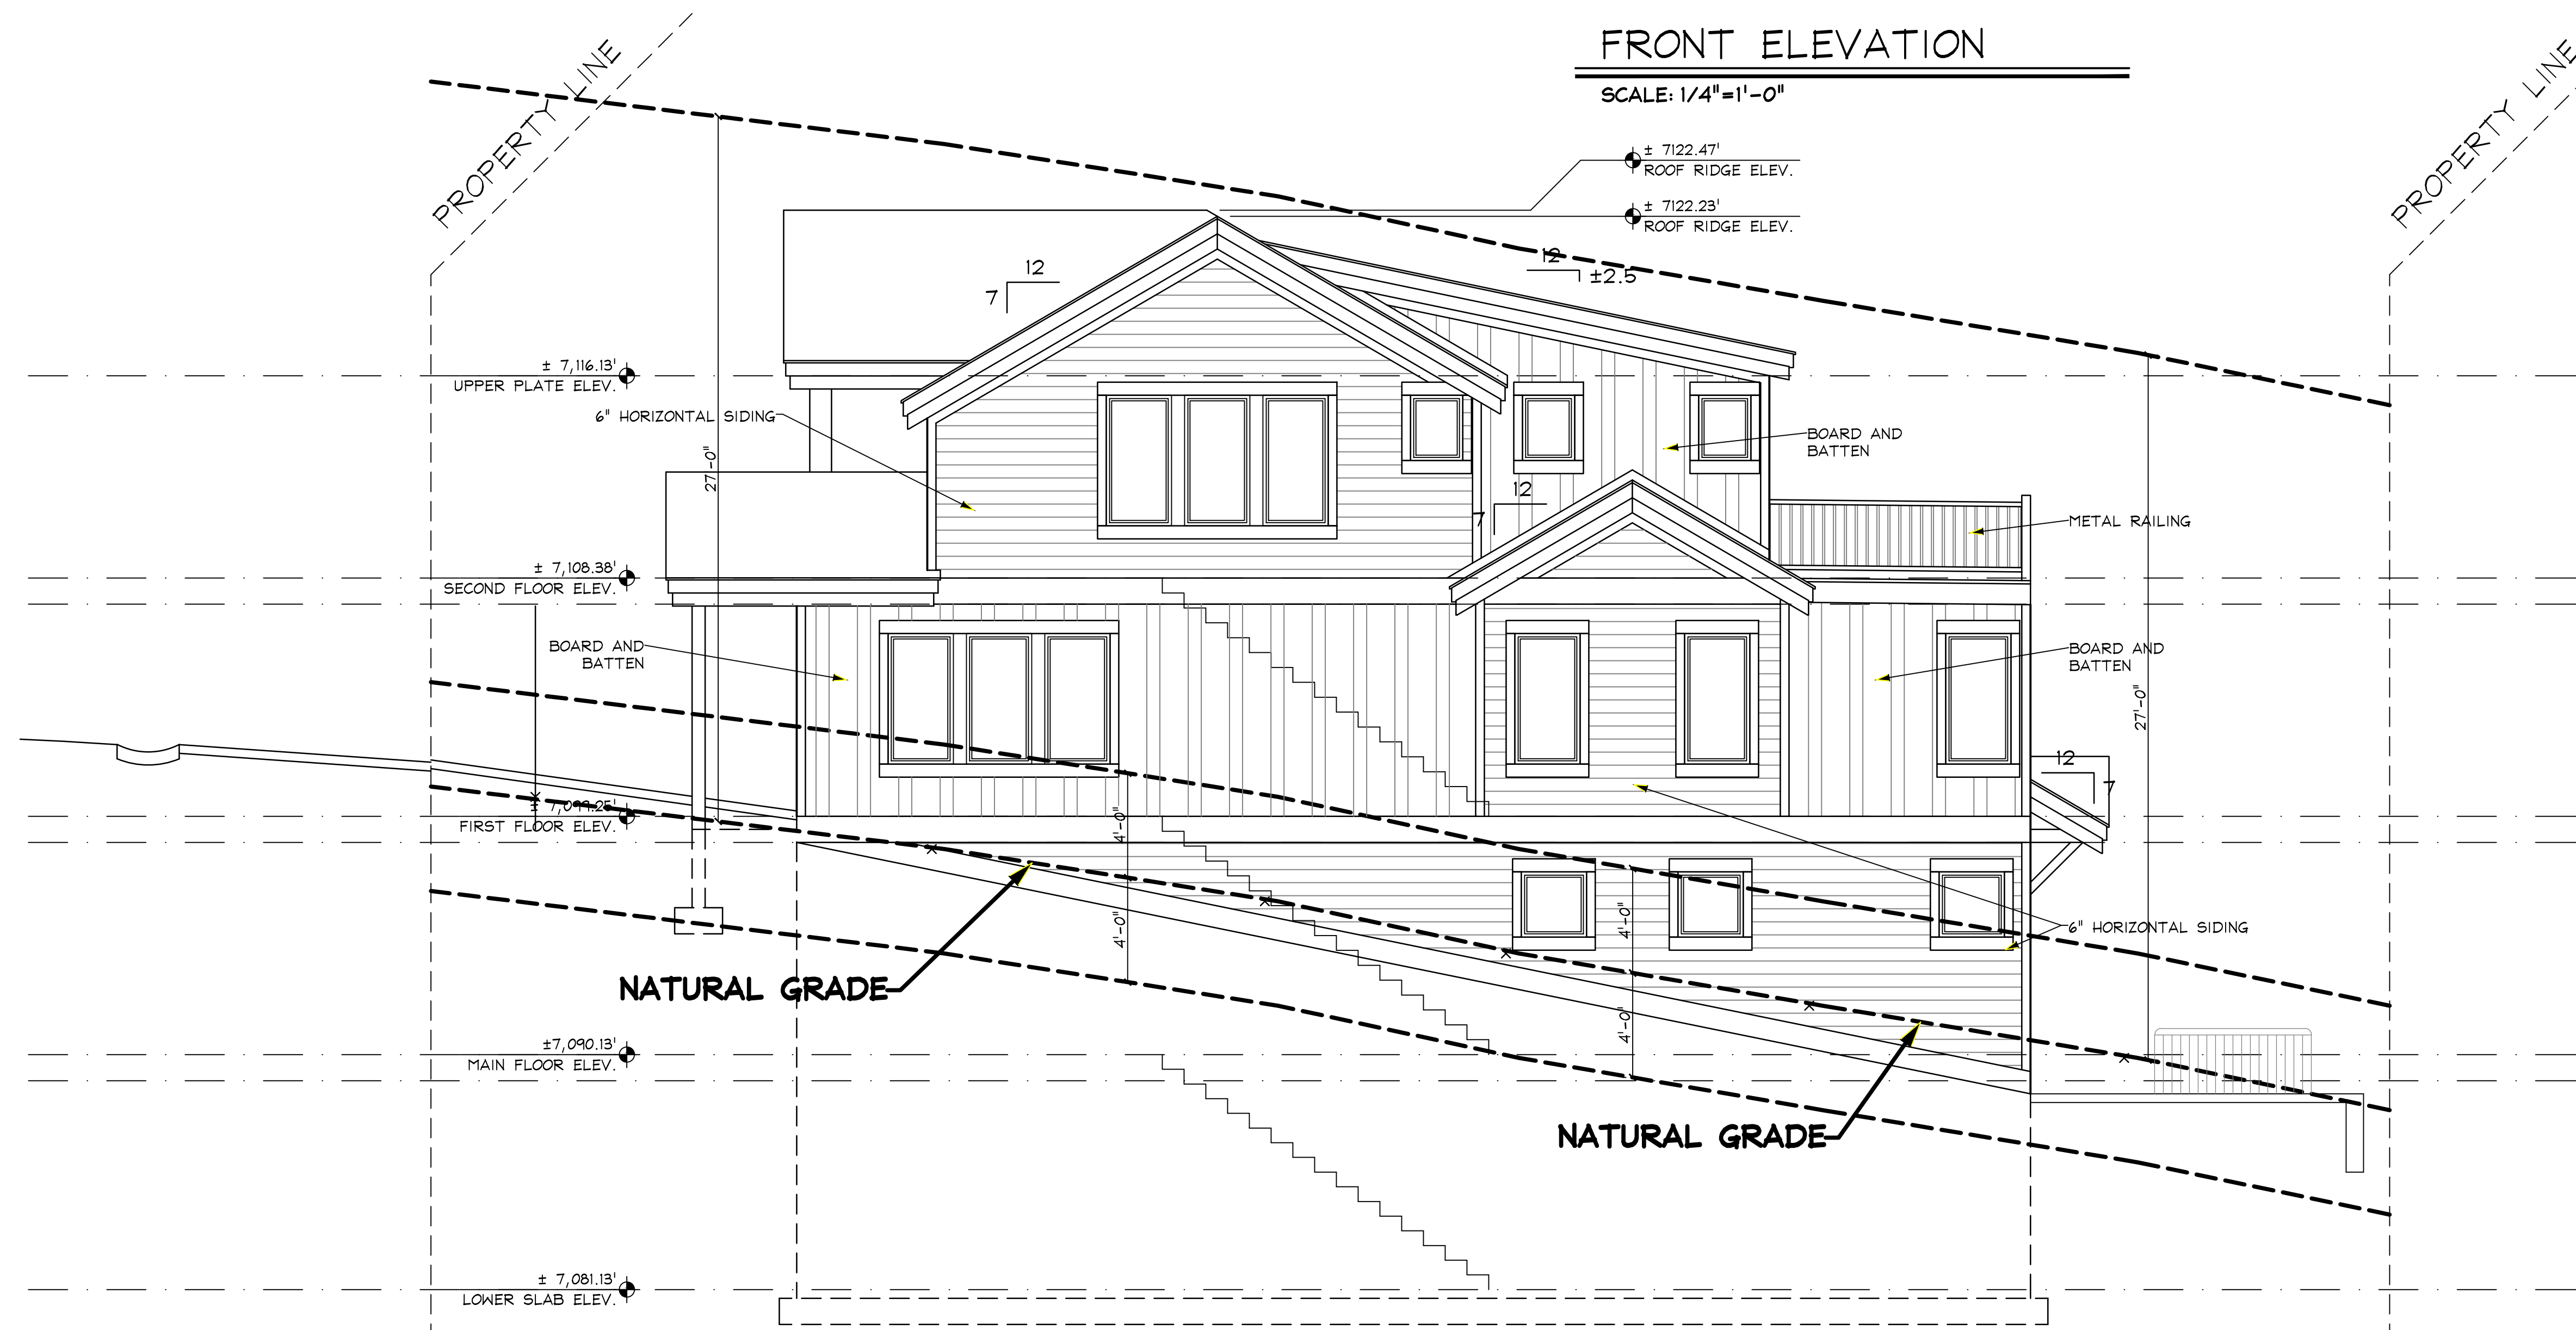 FRONT ELEVATION
SCALE: 1/4"=1'-0"
PROPERTY LINE
PROPERTY LINE
± 7122.47'
ROOF RIDGE ELEV.
± 7122.23'
ROOF RIDGE ELEV.
12
7
12
±2.5
± 7,116.13'
UPPER PLATE ELEV.
6" HORIZONTAL SIDING
27'-0"
BOARD AND
BATTEN
12
7
METAL RAILING
± 7,108.38'
SECOND FLOOR ELEV.
BOARD AND
BATTEN
BOARD AND
BATTEN
27'-0"
12
7
± 7,099.25'
FIRST FLOOR ELEV.
4'-0"
4'-0"
4'-0"
4'-0"
6" HORIZONTAL SIDING
NATURAL GRADE
±7,090.13'
MAIN FLOOR ELEV.
NATURAL GRADE
± 7,081.13'
LOWER SLAB ELEV.